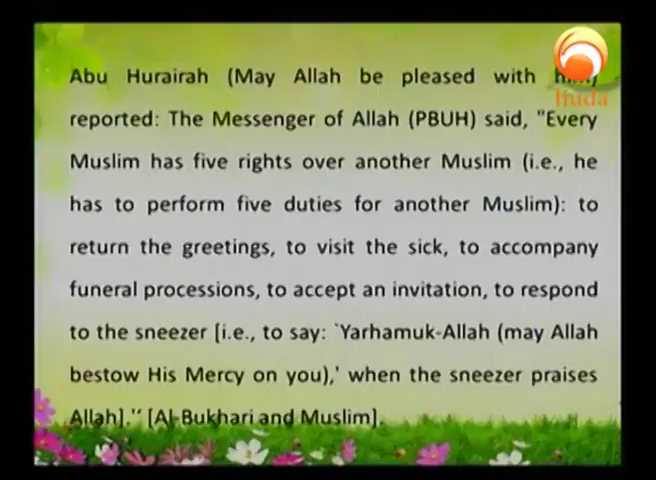 Abu Hurairah (May Allah be pleased with him)
reported: The Messenger of Allah (PBUH) said, "Every
Muslim has five rights over another Muslim (i.e., he
has to perform five duties for another Muslim): to
return the greetings, to visit the sick, to accompany
funeral processions, to accept an invitation, to respond
to the sneezer [i.e., to say: `Yarhamuk-Allah (may Allah
bestow His Mercy on you),' when the sneezer praises
Allah].'' [Al-Bukhari and Muslim].
huda